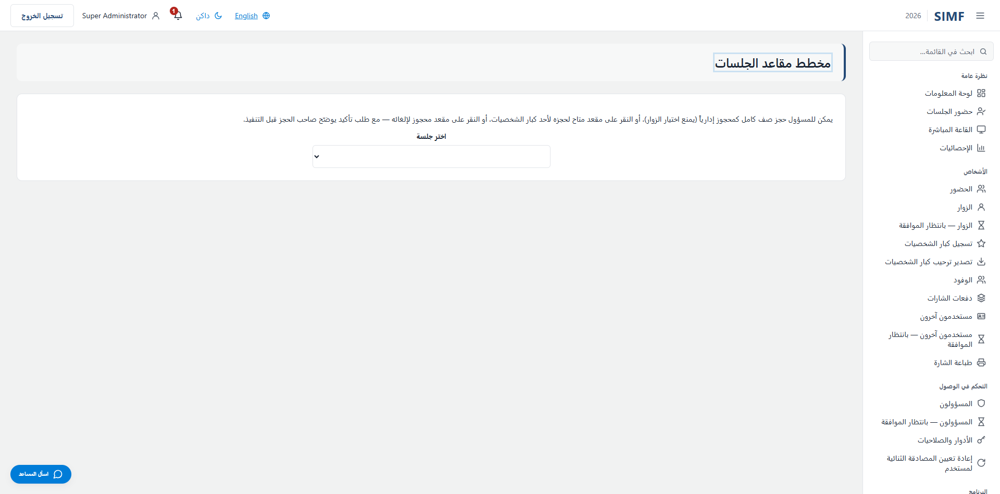 SIMF
2026
English
داكن
1
Super Administrator
تسجيل الخروج
ابحث في القائمة...
نظرة عامة
لوحة المعلومات
حضور الجلسات
القاعة المباشرة
الإحصائيات
الأشخاص
الحضور
الزوار
الزوار — بانتظار الموافقة
تسجيل كبار الشخصيات
تصدير ترحيب كبار الشخصيات
الوفود
دفعات الشارات
مستخدمون آخرون
مستخدمون آخرون — بانتظار
الموافقة
طباعة الشارة
التحكم في الوصول
المسؤولون
المسؤولون — بانتظار الموافقة
الأدوار والصلاحيات
إعادة تعيين المصادقة الثنائية
لمستخدم
البرنامج
مخطط مقاعد الجلسات
يمكن للمسؤول حجز صف كامل كمحجوز إدارياً (يمنع اختيار الزوار)، أو النقر على مقعد متاح لحجزه لأحد كبار الشخصيات، أو النقر على مقعد محجوز لإلغائه — مع طلب تأكيد يوضّح صاحب الحجز قبل التنفيذ.
اختر جلسة
اسأل المساعد